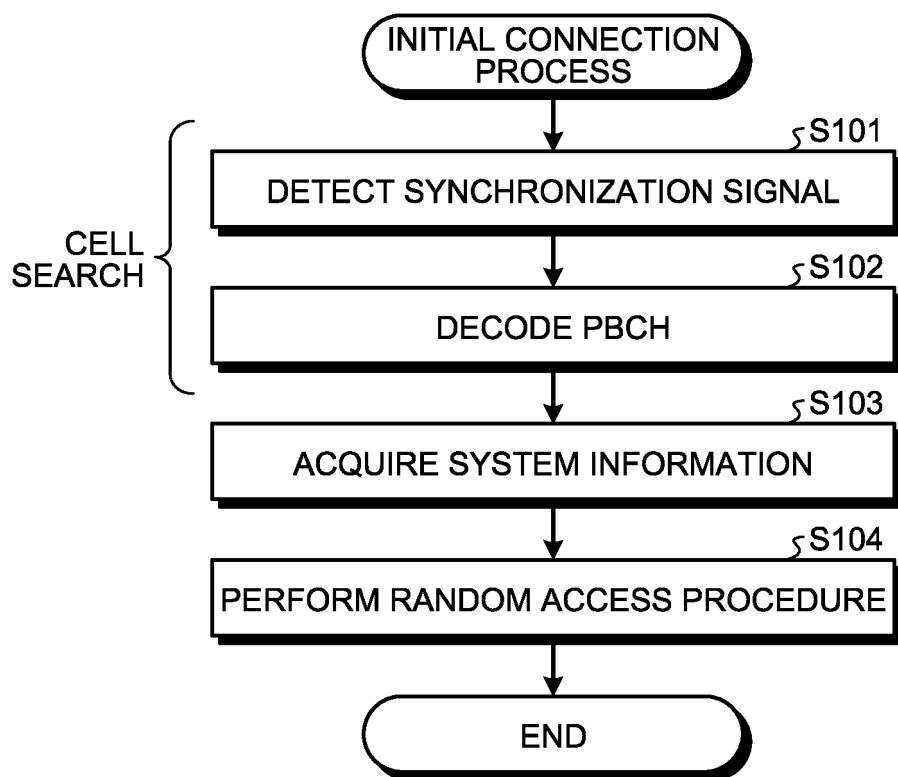 INITIAL CONNECTION
PROCESS
S101
DETECT SYNCHRONIZATION SIGNAL
CELL
SEARCH
S102
DECODE PBCH
S103
ACQUIRE SYSTEM INFORMATION
S104
PERFORM RANDOM ACCESS PROCEDURE
END